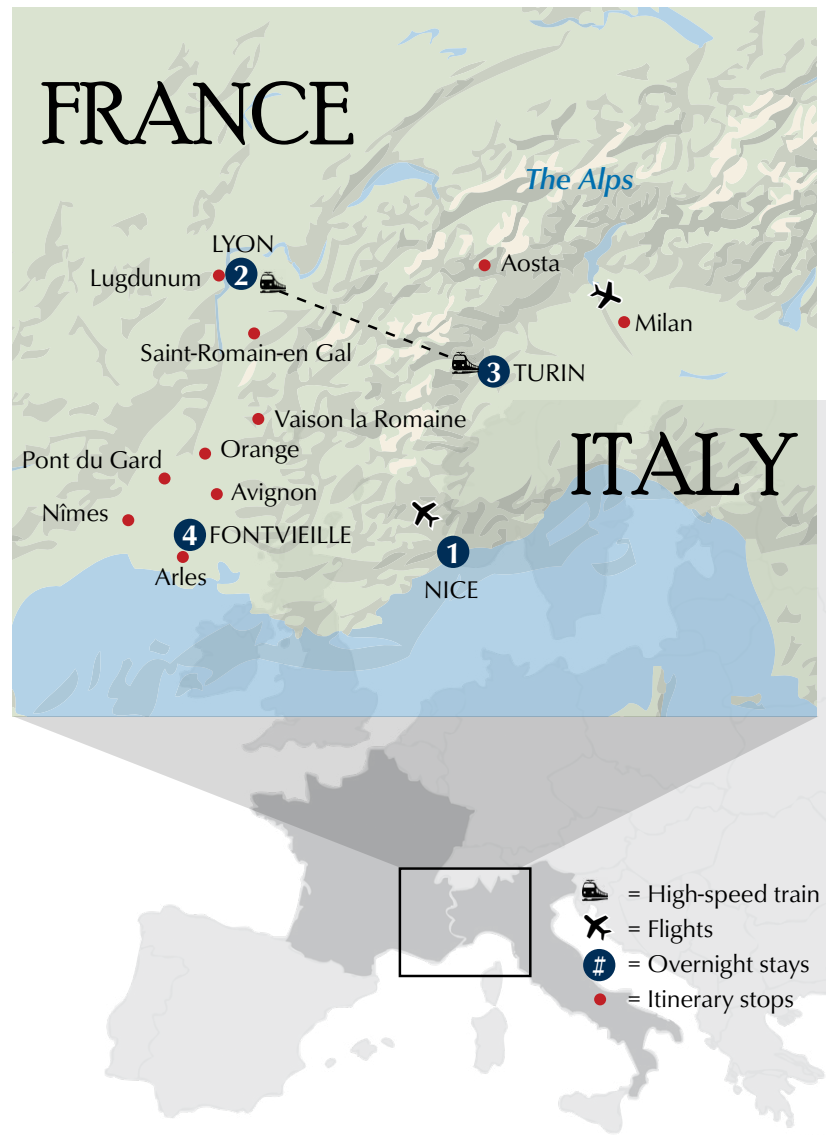 FRANCE
The Alps
LYON
Lugdunum
2
Aosta
Milan
Saint-Romain-en Gal
3 TURIN
Vaison la Romaine
ITALY
Orange
Pont du Gard
Avignon
Nîmes
4 FONTVIEILLE
1
Arles
NICE
= High-speed train
= Flights
# = Overnight stays
= Itinerary stops